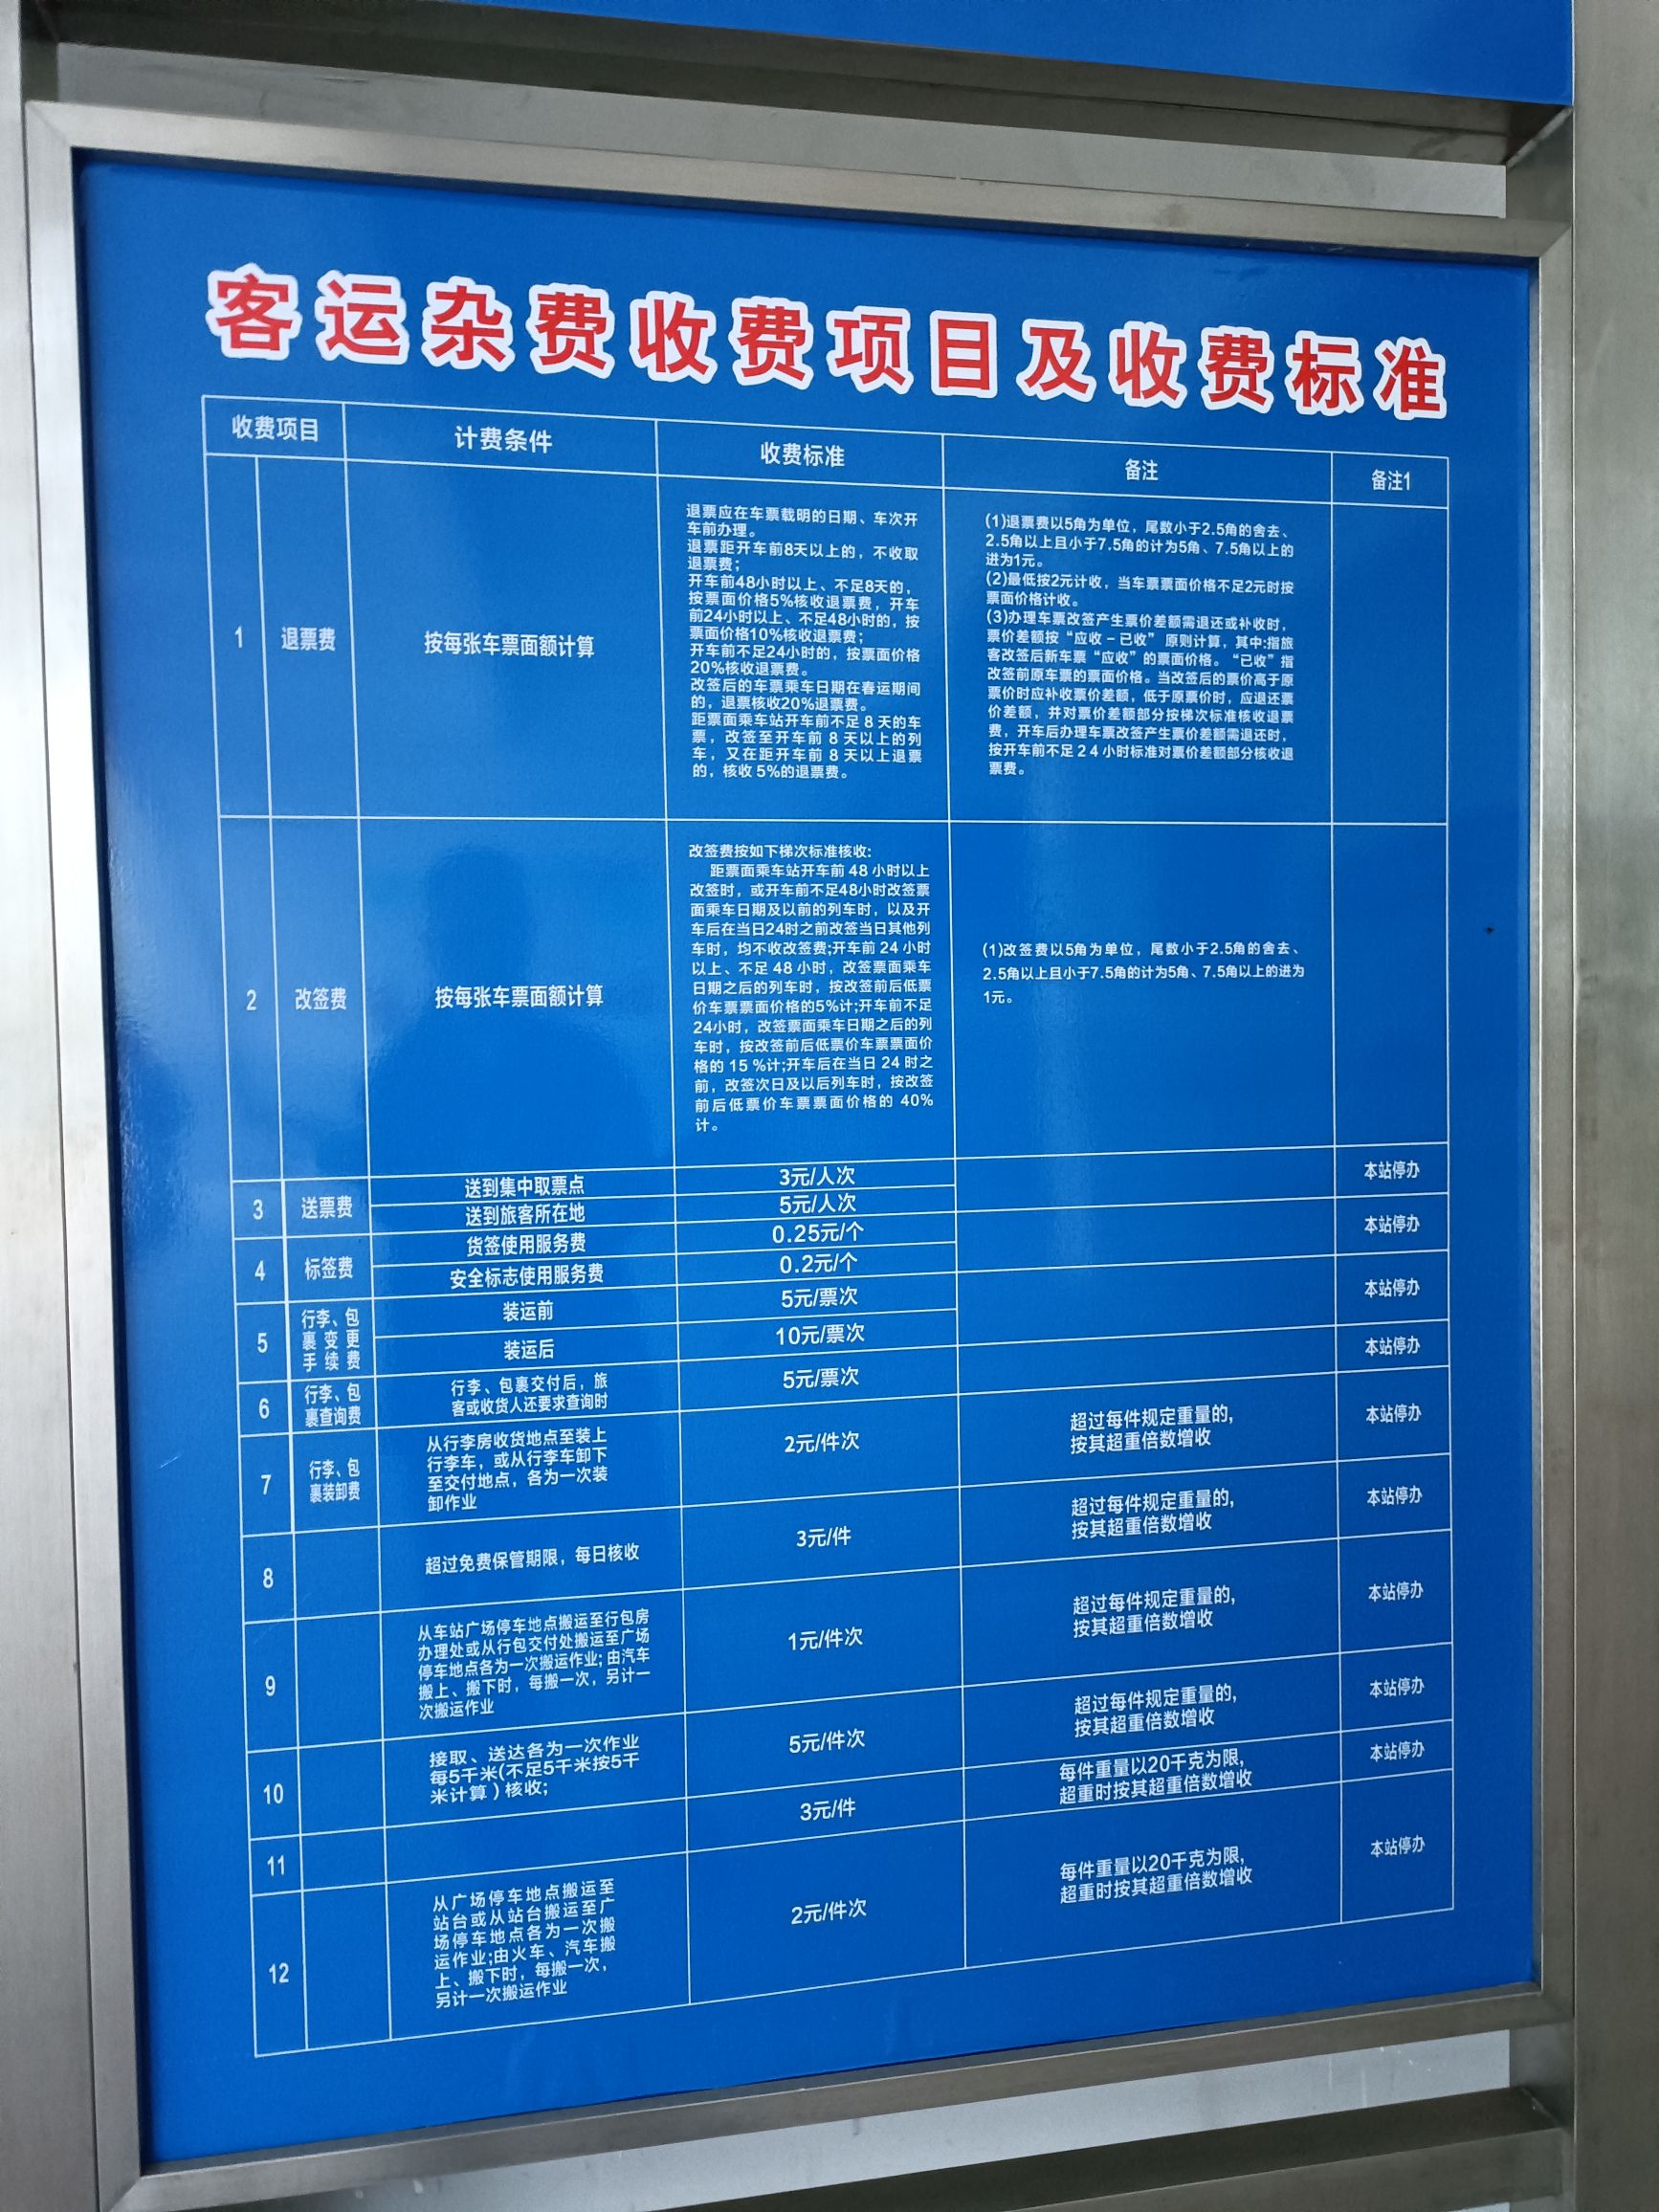 客运杂费收费项目及收费标准
收费项目
计费条件
收费标准
备注
备注1
1
退票费
按每张车票面额计算
退票应在车票载明的日期、车次开
车前办理。
退票距开车前8天以上的，不收取
退票费；
开车前48小时以上、不足8天的，
按票面价格5%核收退票费，开车
前24小时以上、不足48小时的，按
票面价格10%核收退票费；
开车前不足24小时的，按票面价格
20%核收退票费。
改签后的车票乘车日期在春运期间
的，退票核收20%退票费。
距票面乘车站开车前不足 8 天的车
票，改签至开车前 8 天以上的列
车，又在距开车前 8 天以上退票
的，核收 5%的退票费。
(1)退票费以5角为单位，尾数小于2.5角的舍去、
2.5角以上且小于7.5角的计为5角、7.5角以上的
进为1元。
(2)最低按2元计收，当车票票面价格不足2元时按
票面价格计收。
(3)办理车票改签产生票价差额需退还或补收时，
票价差额按“应收－已收” 原则计算，其中:指旅
客改签后新车票“应收”的票面价格。“已收”指
改签前原车票的票面价格。当改签后的票价高于原
票价时应补收票价差额，低于原票价时，应退还票
价差额，并对票价差额部分按梯次标准核收退票
费，开车后办理车票改签产生票价差额需退还时，
按开车前不足 2 4 小时标准对票价差额部分核收退
票费。
2
改签费
按每张车票面额计算
改签费按如下梯次标准核收:
距票面乘车站开车前 48 小时以上
改签时，或开车前不足48小时改签票
面乘车日期及以前的列车时，以及开
车后在当日24时之前改签当日其他列
车时，均不收改签费;开车前 24 小时
以上、不足 48 小时，改签票面乘车
日期之后的列车时，按改签前后低票
价车票票面价格的5%计;开车前不足
24小时，改签票面乘车日期之后的列
车时，按改签前后低票价车票票面价
格的 15 %计;开车后在当日 24 时之
前，改签次日及以后列车时，按改签
前后低票价车票票面价格的 40%
计。
(1)改签费以5角为单位，尾数小于2.5角的舍去、
2.5角以上且小于7.5角的计为5角、7.5角以上的进为
1元。
3
送票费
送到集中取票点
3元/人次
送到旅客所在地
5元/人次
本站停办
4
标签费
货签使用服务费
0.25元/个
安全标志使用服务费
0.2元/个
本站停办
5
行李、包
裹 变 更
手 续 费
装运前
5元/票次
装运后
10元/票次
本站停办
6
行李、包
裹查询费
行李、包裹交付后，旅
客或收货人还要求查询时
5元/票次
本站停办
7
行李、包
裹装卸费
从行李房收货地点至装上
行李车，或从行李车卸下
至交付地点，各为一次装
卸作业
2元/件次
超过每件规定重量的，
按其超重倍数增收
本站停办
8
超过免费保管期限，每日核收
3元/件
超过每件规定重量的，
按其超重倍数增收
本站停办
9
从车站广场停车地点搬运至行包房
办理处或从行包交付处搬运至广场
停车地点各为一次搬运作业；由汽车
搬上、搬下时，每搬一次，另计一
次搬运作业
1元/件次
超过每件规定重量的，
按其超重倍数增收
本站停办
10
接取、送达各为一次作业
每5千米(不足5千米按5千
米计算 ) 核收;
5元/件次
超过每件规定重量的，
按其超重倍数增收
本站停办
11
3元/件
每件重量以20千克为限，
超重时按其超重倍数增收
本站停办
12
从广场停车地点搬运至
站台或从站台搬运至广
场停车地点各为一次搬
运作业;由火车、汽车搬
上、搬下时，每搬一次，
另计一次搬运作业
2元/件次
每件重量以20千克为限，
超重时按其超重倍数增收
本站停办